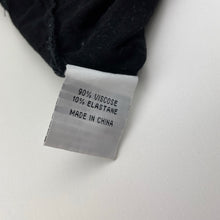 90% VISCOSE
10% ELASTANE
MADE IN CHINA